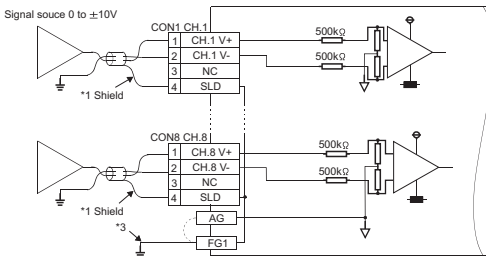 Signal souce 0 to ±10V
CON1 CH.1
1 CH.1 V+
2 CH.1 V-
3 NC
4 SLD
500kΩ
500kΩ
*1 Shield
CON8 CH.8
1 CH.8 V+
2 CH.8 V-
3 NC
4 SLD
500kΩ
500kΩ
*1 Shield
AG
*3
FG1